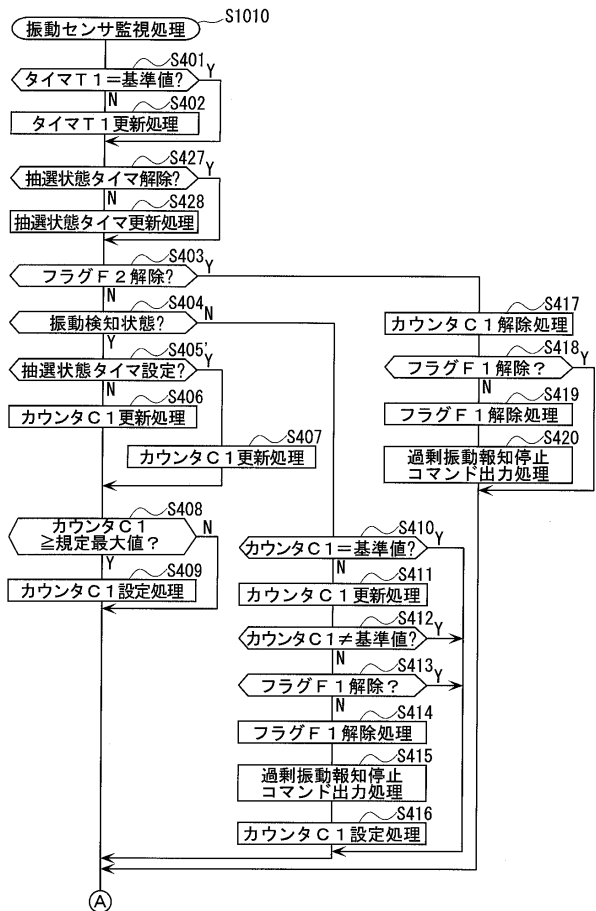 振動センサ監視処理
S1010
S401
タイマT1=基準値?
Y
N
S402
タイマT1更新処理
S427
抽選状態タイマ解除?
Y
N
S428
抽選状態タイマ更新処理
S403
フラグF2解除?
Y
N
S404
振動検知状態?
N
Y
S405'
抽選状態タイマ設定?
Y
N
S406
カウンタC1更新処理
S407
カウンタC1更新処理
S408
カウンタC1
≧規定最大値?
N
Y
S409
カウンタC1設定処理
S410
カウンタC1=基準値?
Y
N
S411
カウンタC1更新処理
S412
カウンタC1≠基準値?
Y
N
S413
フラグF1解除?
Y
N
S414
フラグF1解除処理
S415
過剰振動報知停止
コマンド出力処理
S416
カウンタC1設定処理
S417
カウンタC1解除処理
S418
フラグF1解除?
Y
N
S419
フラグF1解除処理
S420
過剰振動報知停止
コマンド出力処理
A